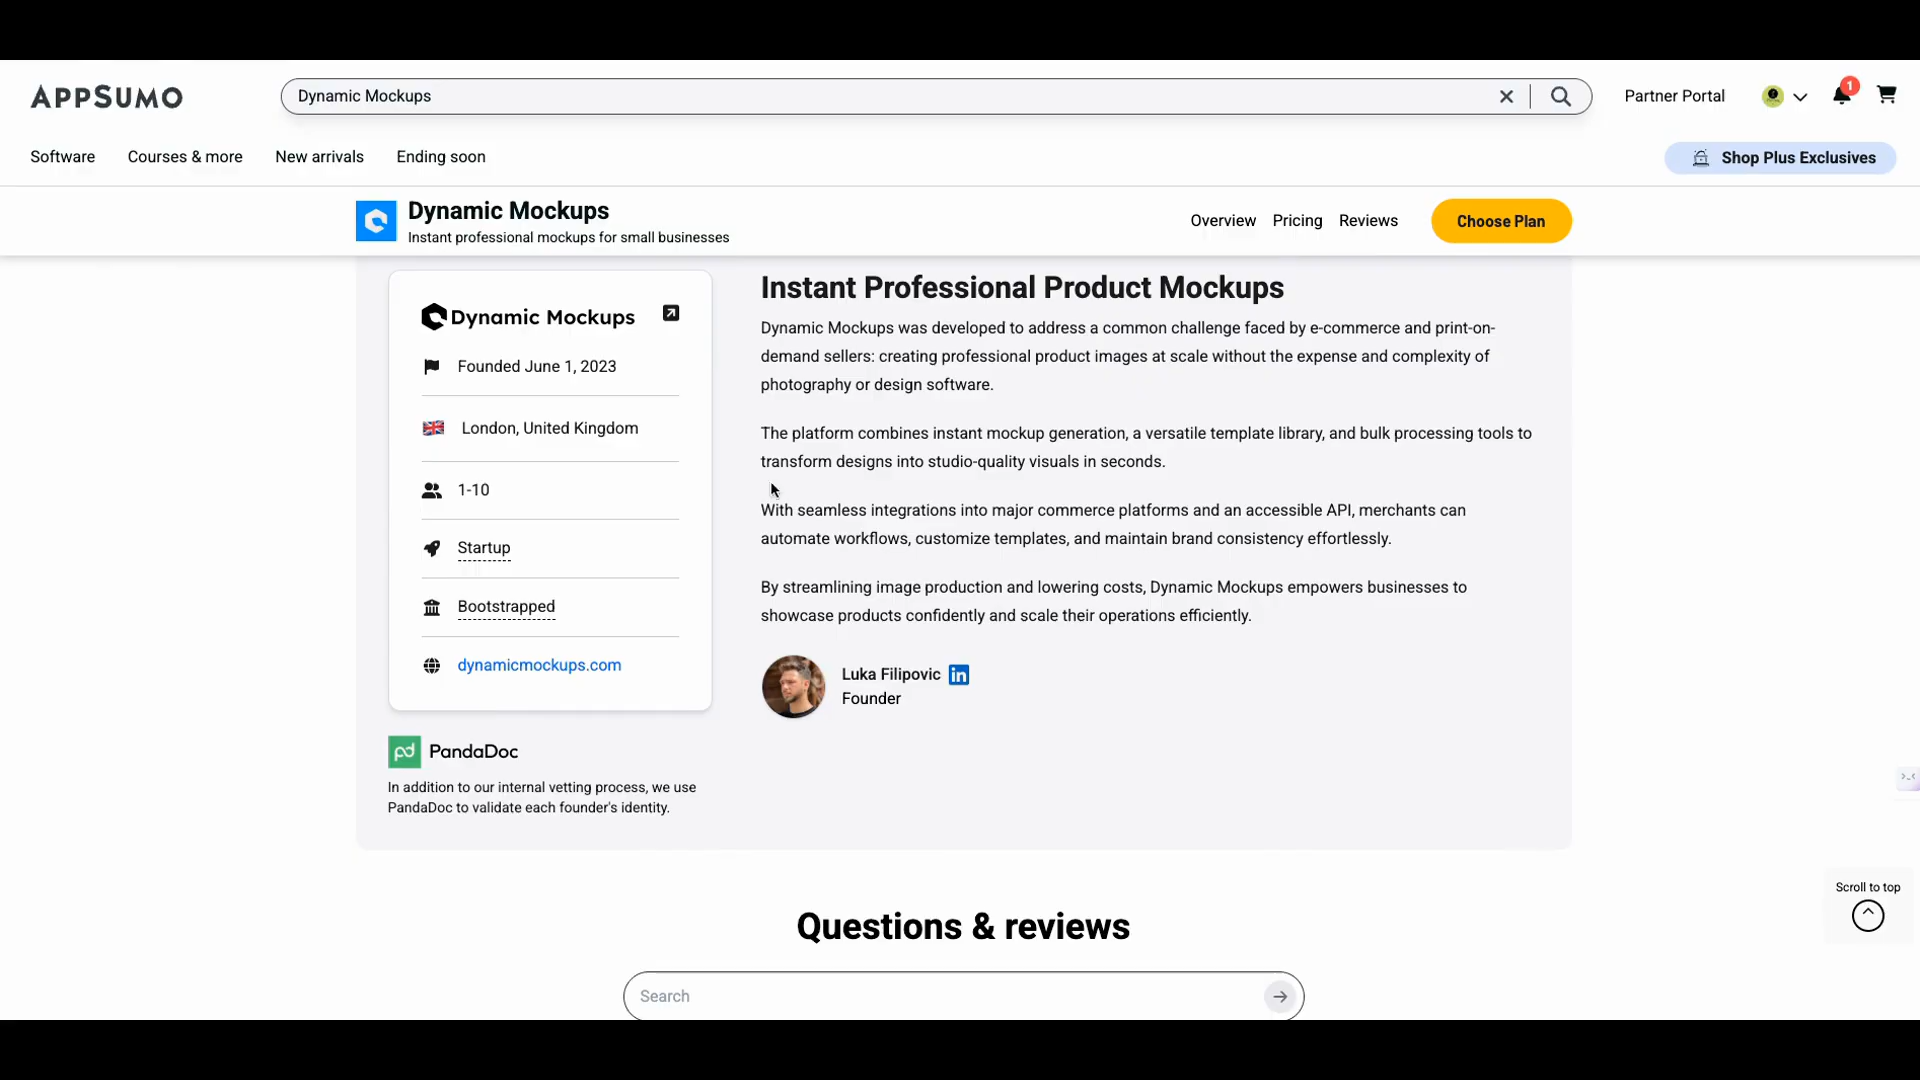 APPSUMO
Dynamic Mockups
Partner Portal
1
Software
Courses & more
New arrivals
Ending soon
Shop Plus Exclusives
Dynamic Mockups
Instant professional mockups for small businesses
Overview
Pricing
Reviews
Choose Plan
Dynamic Mockups
Founded June 1, 2023
London, United Kingdom
1-10
Startup
Bootstrapped
dynamicmockups.com
pd PandaDoc
In addition to our internal vetting process, we use
PandaDoc to validate each founder's identity.
Instant Professional Product Mockups
Dynamic Mockups was developed to address a common challenge faced by e-commerce and print-on-
demand sellers: creating professional product images at scale without the expense and complexity of
photography or design software.
The platform combines instant mockup generation, a versatile template library, and bulk processing tools to
transform designs into studio-quality visuals in seconds.
With seamless integrations into major commerce platforms and an accessible API, merchants can
automate workflows, customize templates, and maintain brand consistency effortlessly.
By streamlining image production and lowering costs, Dynamic Mockups empowers businesses to
showcase products confidently and scale their operations efficiently.
Luka Filipovic in
Founder
Scroll to top
Questions & reviews
Search